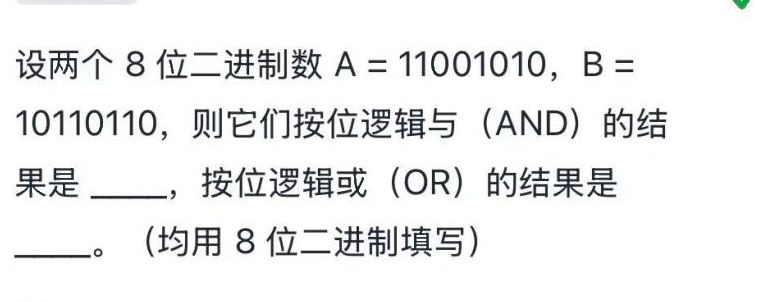 设两个 8 位二进制数 A = 11001010，B =
10110110，则它们按位逻辑与（AND）的结
果是 _____，按位逻辑或（OR）的结果是
_____。（均用 8 位二进制填写）